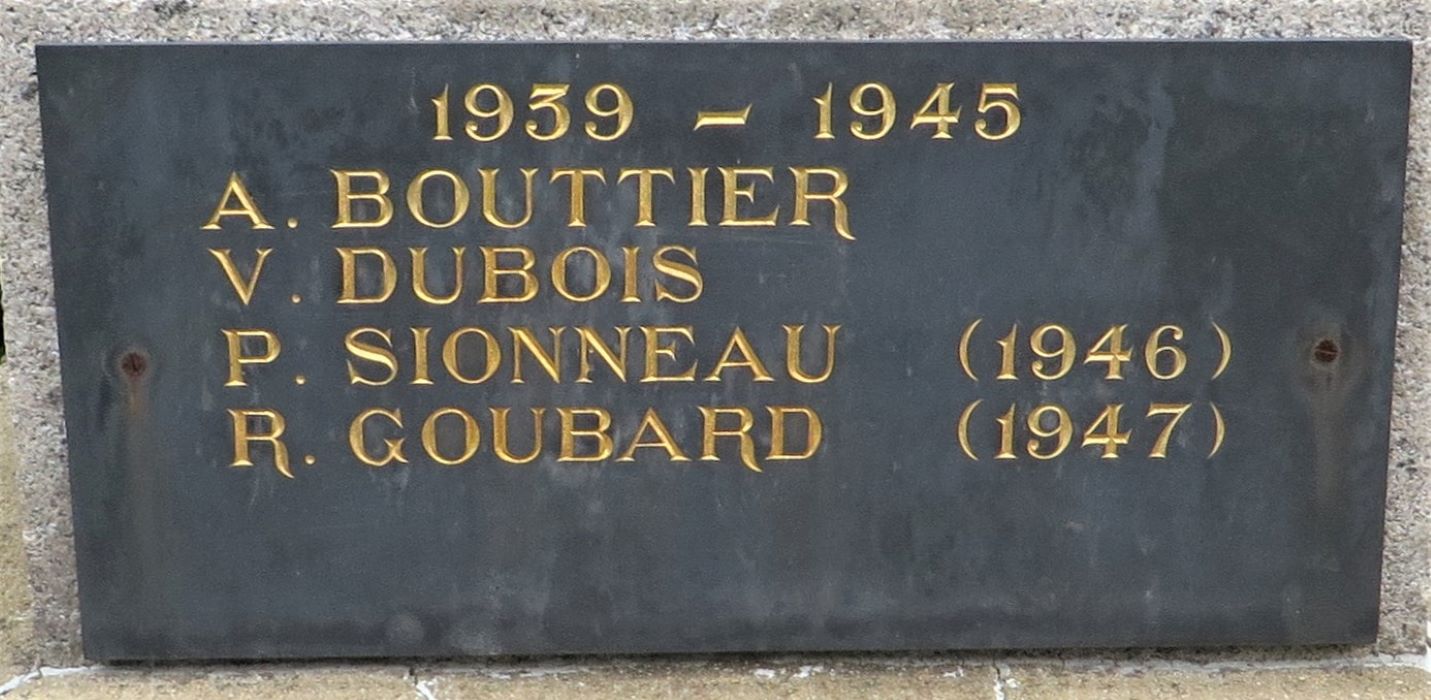 1939 - 1945
A. BOUTTIER
V. DUBOIS
P. SIONNEAU (1946)
R. GOUBARD (1947)